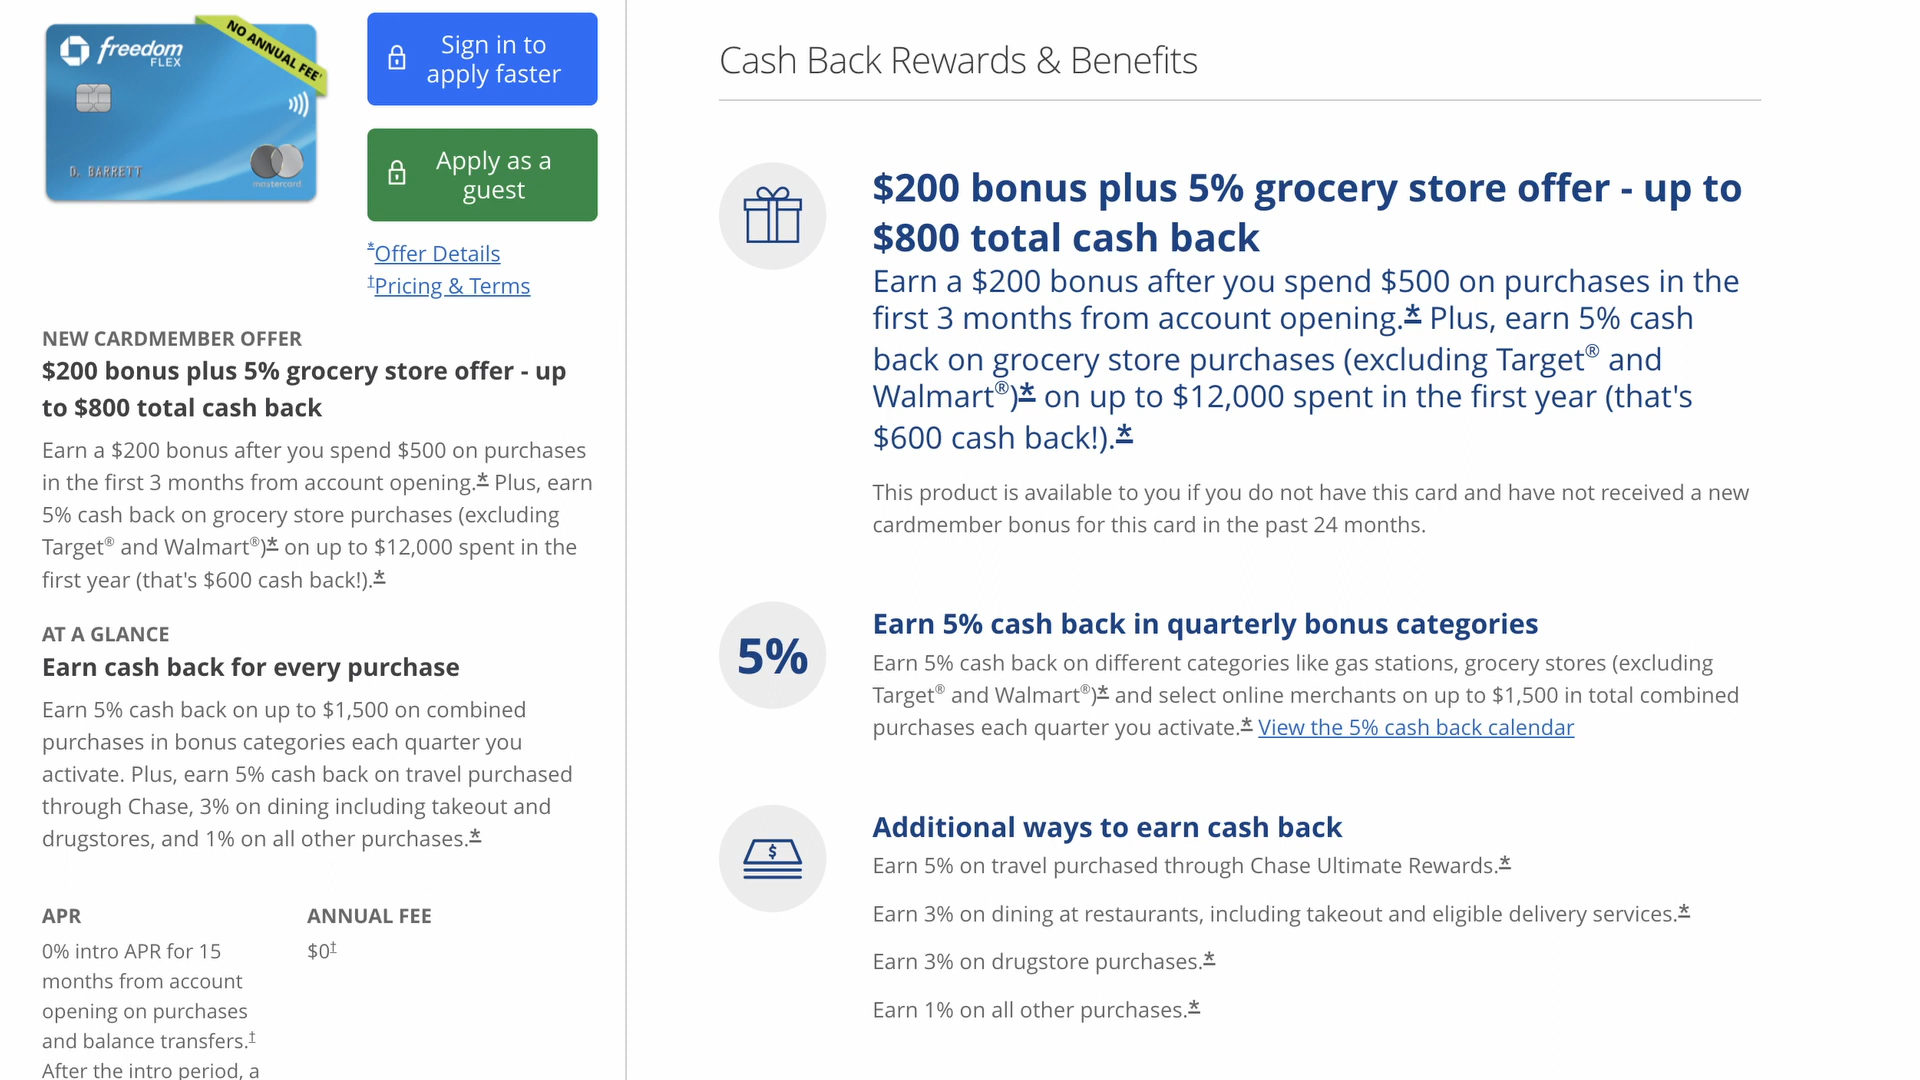 freedom
FLEX
NO ANNUAL FEE†
D. BARRETT
mastercard
Sign in to
apply faster
Apply as a
guest
*Offer Details
†Pricing & Terms
NEW CARDMEMBER OFFER
$200 bonus plus 5% grocery store offer - up
to $800 total cash back
Earn a $200 bonus after you spend $500 on purchases
in the first 3 months from account opening.* Plus, earn
5% cash back on grocery store purchases (excluding
Target® and Walmart®)* on up to $12,000 spent in the
first year (that's $600 cash back!).*
AT A GLANCE
Earn cash back for every purchase
Earn 5% cash back on up to $1,500 on combined
purchases in bonus categories each quarter you
activate. Plus, earn 5% cash back on travel purchased
through Chase, 3% on dining including takeout and
drugstores, and 1% on all other purchases.*
APR
0% intro APR for 15
months from account
opening on purchases
and balance transfers.†
After the intro period, a
ANNUAL FEE
$0†
Cash Back Rewards & Benefits
$200 bonus plus 5% grocery store offer - up to
$800 total cash back
Earn a $200 bonus after you spend $500 on purchases in the
first 3 months from account opening.* Plus, earn 5% cash
back on grocery store purchases (excluding Target® and
Walmart®)* on up to $12,000 spent in the first year (that's
$600 cash back!).*
This product is available to you if you do not have this card and have not received a new
cardmember bonus for this card in the past 24 months.
5%
Earn 5% cash back in quarterly bonus categories
Earn 5% cash back on different categories like gas stations, grocery stores (excluding
Target® and Walmart®)* and select online merchants on up to $1,500 in total combined
purchases each quarter you activate.* View the 5% cash back calendar
$
Additional ways to earn cash back
Earn 5% on travel purchased through Chase Ultimate Rewards.*
Earn 3% on dining at restaurants, including takeout and eligible delivery services.*
Earn 3% on drugstore purchases.*
Earn 1% on all other purchases.*